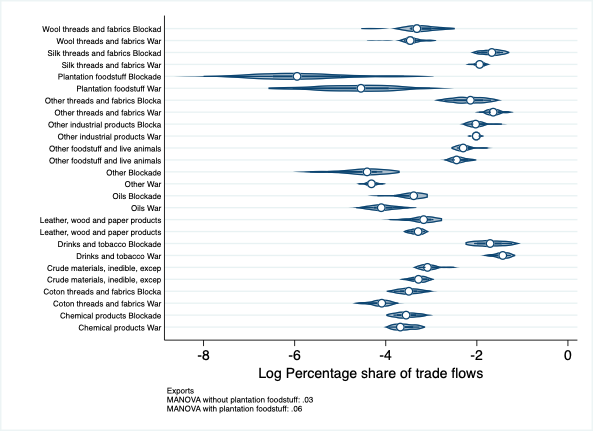 Wool threads and fabrics Blockad
Wool threads and fabrics War
Silk threads and fabrics Blockad
Silk threads and fabrics War
Plantation foodstuff Blockade
Plantation foodstuff War
Other threads and fabrics Blocka
Other threads and fabrics War
Other industrial products Blocka
Other industrial products War
Other foodstuff and live animals
Other foodstuff and live animals
Other Blockade
Other War
Oils Blockade
Oils War
Leather, wood and paper products
Leather, wood and paper products
Drinks and tobacco Blockade
Drinks and tobacco War
Crude materials, inedible, excep
Crude materials, inedible, excep
Coton threads and fabrics Blocka
Coton threads and fabrics War
Chemical products Blockade
Chemical products War
-8 -6 -4 -2 0
Log Percentage share of trade flows
Exports
MANOVA without plantation foodstuff: .03
MANOVA with plantation foodstuff: .06